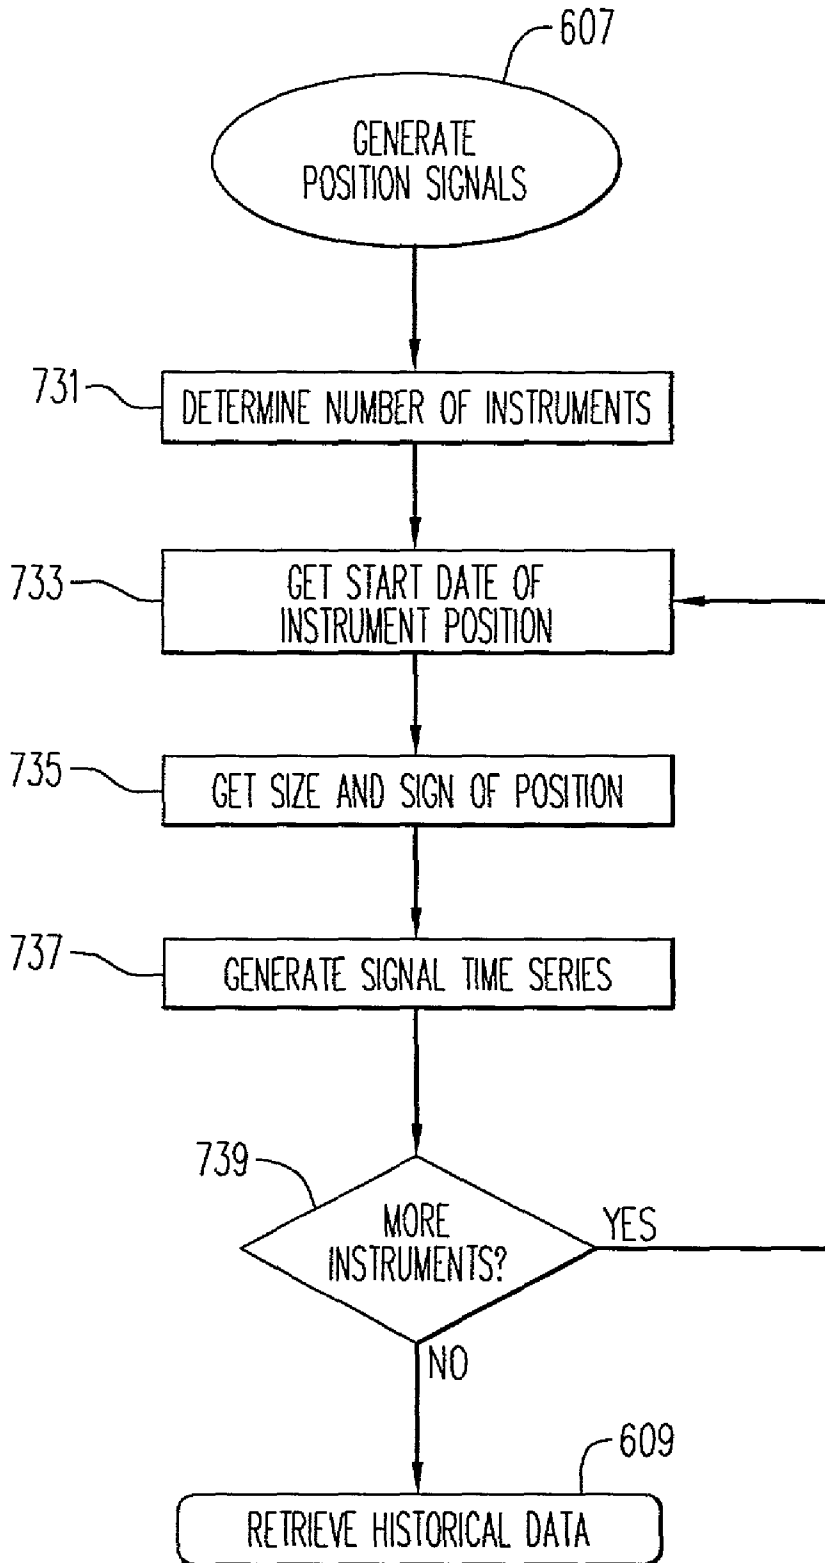 607
GENERATE
POSITION SIGNALS
731
DETERMINE NUMBER OF INSTRUMENTS
733
GET START DATE OF
INSTRUMENT POSITION
735
GET SIZE AND SIGN OF POSITION
737
GENERATE SIGNAL TIME SERIES
739
MORE
INSTRUMENTS?
YES
NO
609
RETRIEVE HISTORICAL DATA